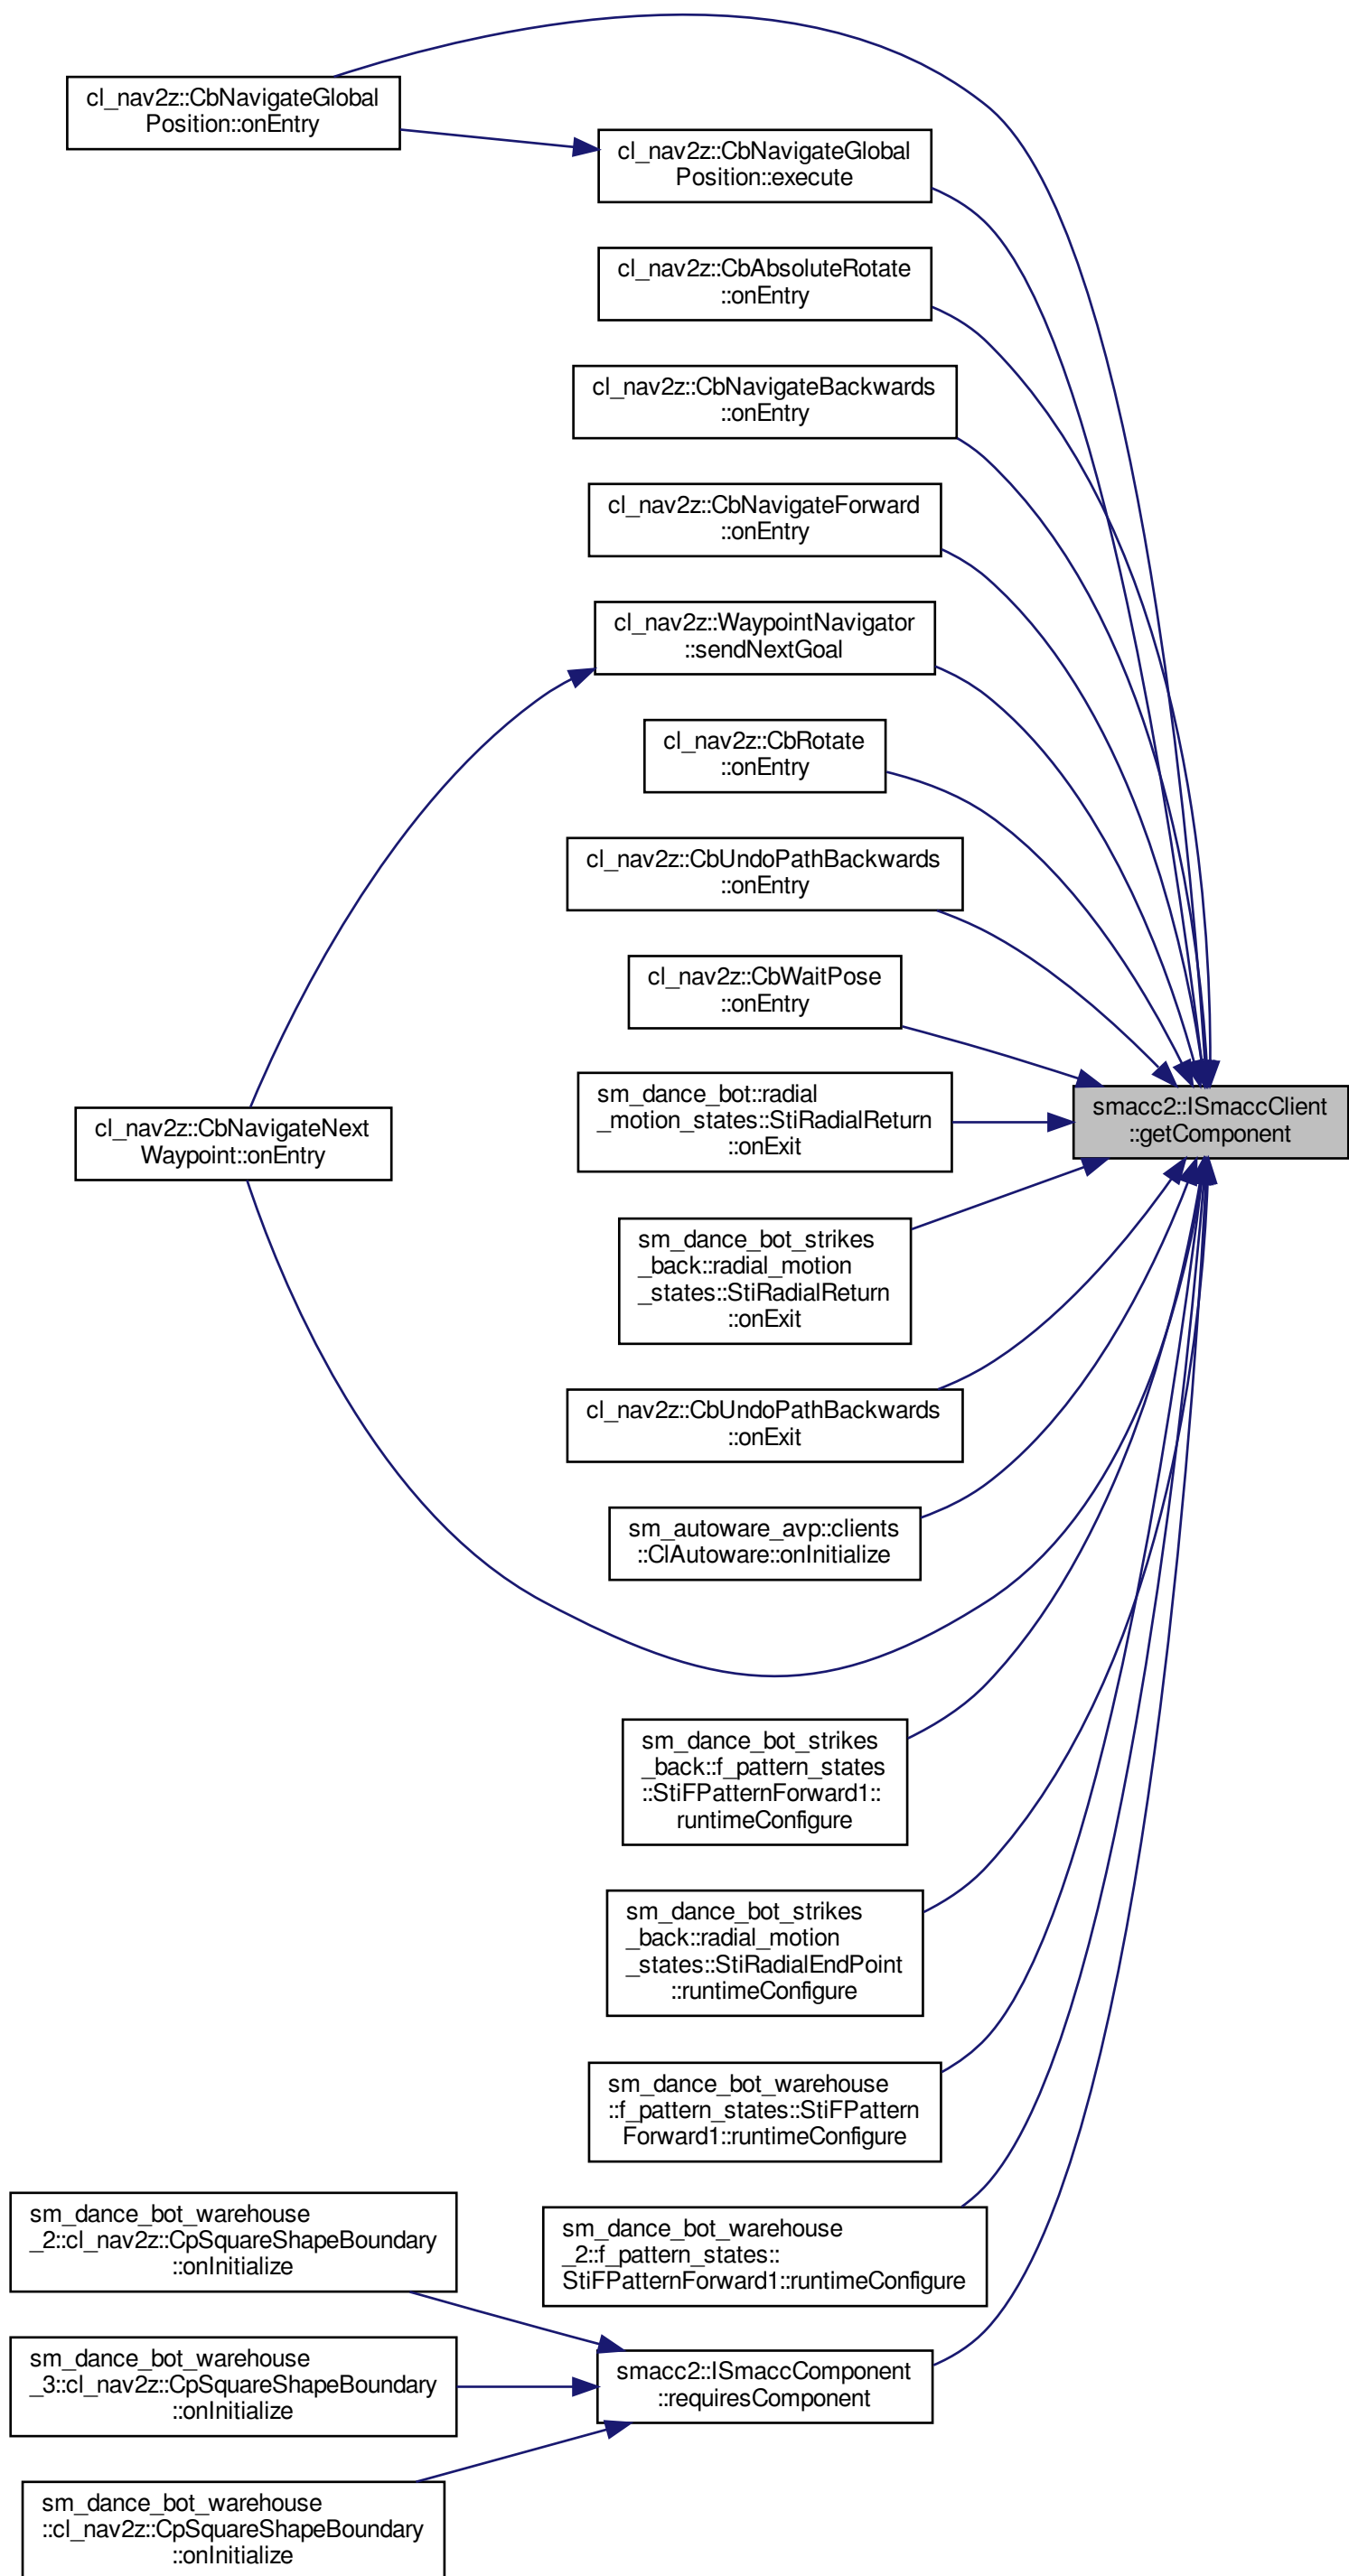 cl_nav2z::CbNavigateGlobal
Position::onEntry
cl_nav2z::CbNavigateGlobal
Position::execute
cl_nav2z::CbAbsoluteRotate
::onEntry
cl_nav2z::CbNavigateBackwards
::onEntry
cl_nav2z::CbNavigateForward
::onEntry
cl_nav2z::WaypointNavigator
::sendNextGoal
cl_nav2z::CbRotate
::onEntry
cl_nav2z::CbUndoPathBackwards
::onEntry
cl_nav2z::CbWaitPose
::onEntry
sm_dance_bot::radial
_motion_states::StiRadialReturn
::onExit
smacc2::ISmaccClient
::getComponent
cl_nav2z::CbNavigateNext
Waypoint::onEntry
sm_dance_bot_strikes
_back::radial_motion
_states::StiRadialReturn
::onExit
cl_nav2z::CbUndoPathBackwards
::onExit
sm_autoware_avp::clients
::ClAutoware::onInitialize
sm_dance_bot_strikes
_back::f_pattern_states
::StiFPatternForward1::
runtimeConfigure
sm_dance_bot_strikes
_back::radial_motion
_states::StiRadialEndPoint
::runtimeConfigure
sm_dance_bot_warehouse
::f_pattern_states::StiFPattern
Forward1::runtimeConfigure
sm_dance_bot_warehouse
_2::cl_nav2z::CpSquareShapeBoundary
::onInitialize
sm_dance_bot_warehouse
_2::f_pattern_states::
StiFPatternForward1::runtimeConfigure
sm_dance_bot_warehouse
_3::cl_nav2z::CpSquareShapeBoundary
::onInitialize
smacc2::ISmaccComponent
::requiresComponent
sm_dance_bot_warehouse
::cl_nav2z::CpSquareShapeBoundary
::onInitialize